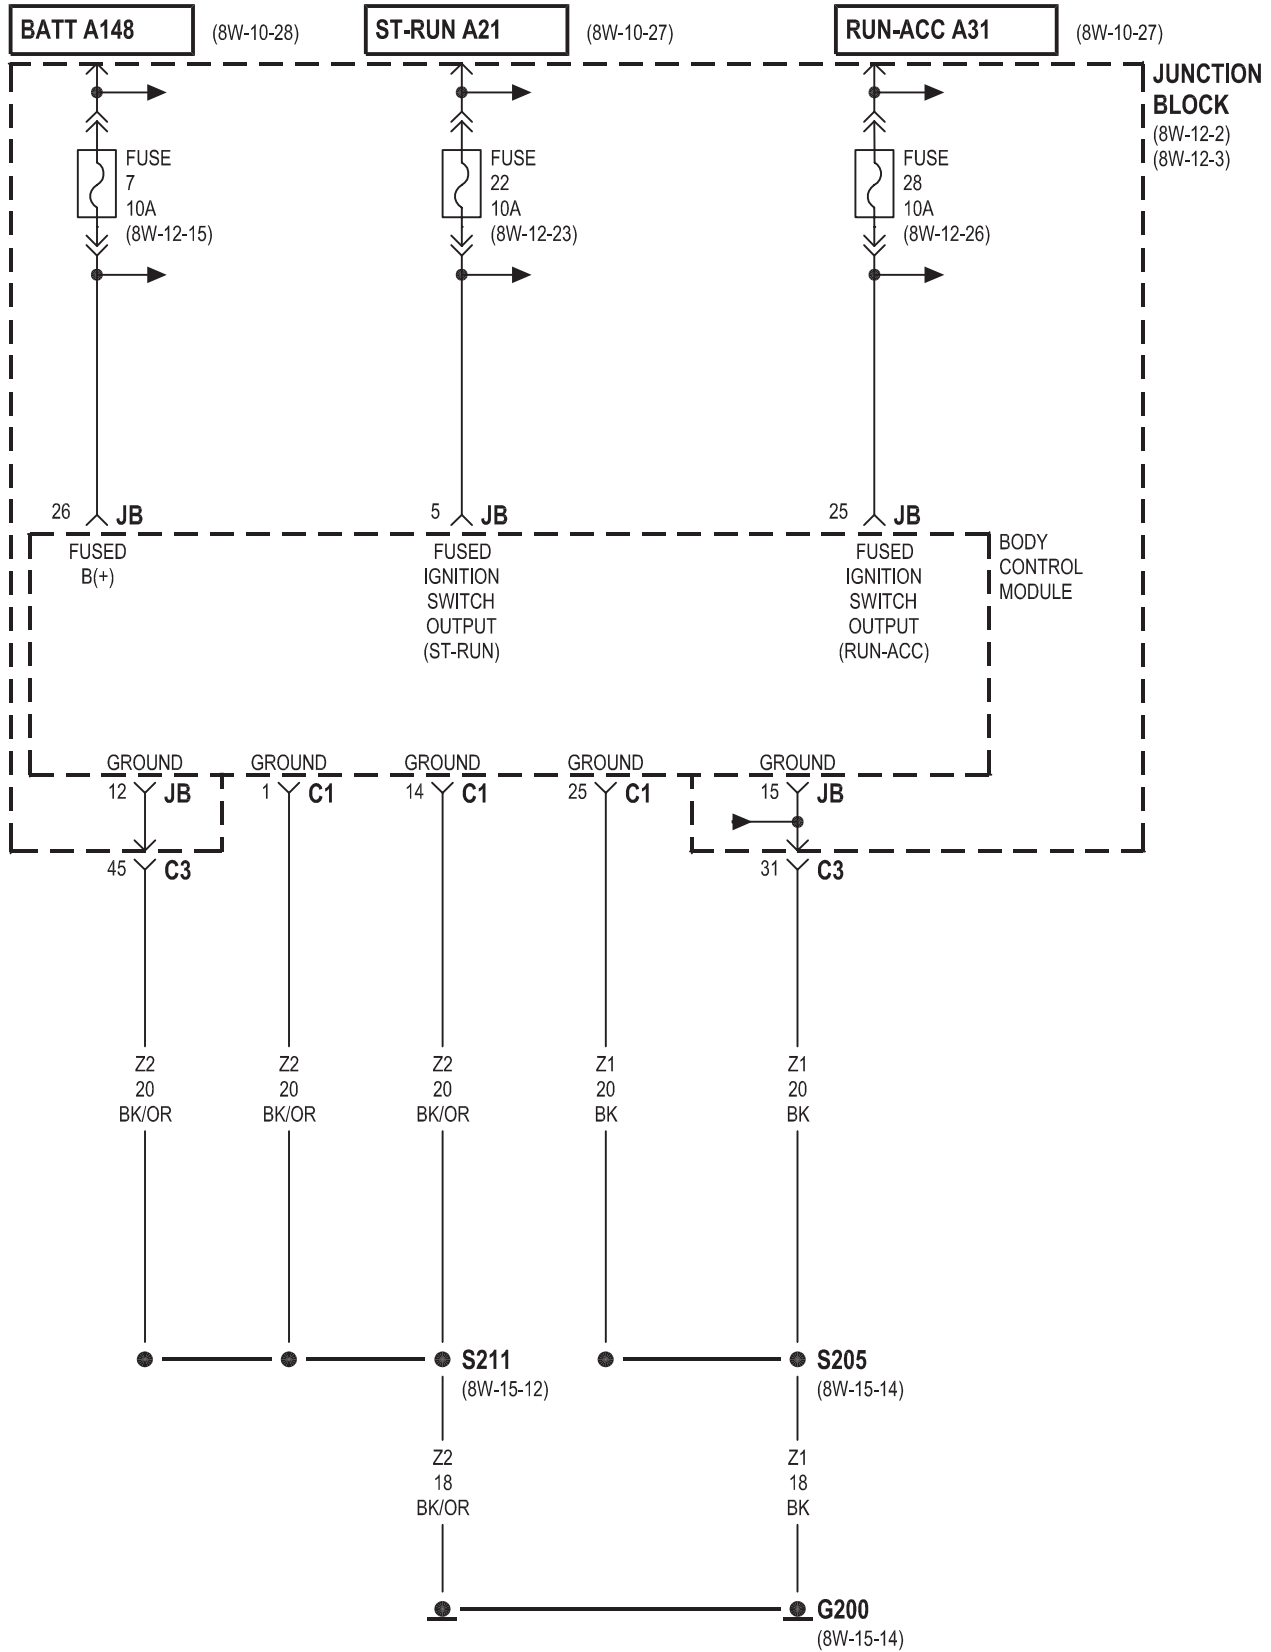 BATT A148 (8W-10-28) ST-RUN A21 (8W-10-27) RUN-ACC A31 (8W-10-27)
JUNCTION
BLOCK
(8W-12-2)
(8W-12-3)
FUSE
7
10A
(8W-12-15)
FUSE
22
10A
(8W-12-23)
FUSE
28
10A
(8W-12-26)
26 JB
5 JB
25 JB
FUSED
B(+)
FUSED
IGNITION
SWITCH
OUTPUT
(ST-RUN)
FUSED
IGNITION
SWITCH
OUTPUT
(RUN-ACC)
BODY
CONTROL
MODULE
GROUND
12 JB
GROUND
1 C1
GROUND
14 C1
GROUND
25 C1
GROUND
15 JB
45 C3
31 C3
Z2
20
BK/OR
Z2
20
BK/OR
Z2
20
BK/OR
Z1
20
BK
Z1
20
BK
S211
(8W-15-12)
S205
(8W-15-14)
Z2
18
BK/OR
Z1
18
BK
G200
(8W-15-14)